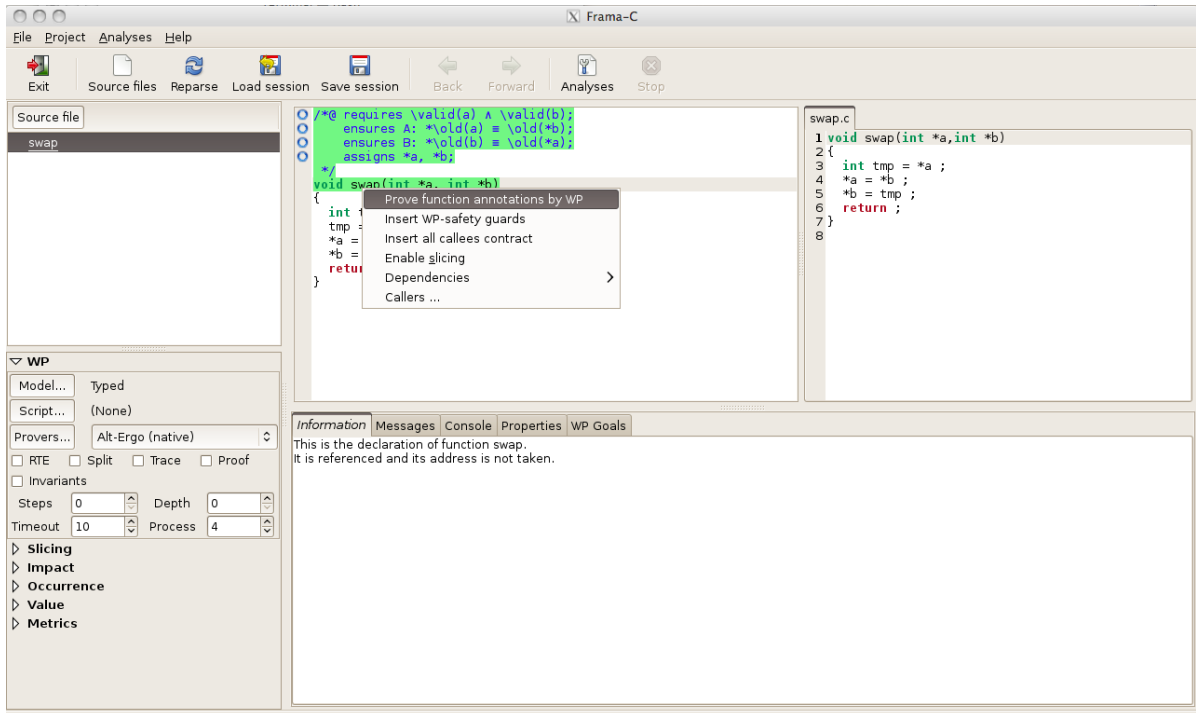 Frama-C
File Project Analyses Help
Exit Source files Reparse Load session Save session Back Forward Analyses Stop
Source file
swap
/*@ requires \valid(a) ∧ \valid(b);
ensures A: *\old(a) ≡ \old(*b);
ensures B: *\old(b) ≡ \old(*a);
assigns *a, *b;
*/
void swap(int *a, int *b)
{
int
tmp =
*a =
*b =
}
Prove function annotations by WP
Insert WP-safety guards
Insert all callees contract
Enable slicing
Dependencies
Callers ...
swap.c
1 void swap(int *a,int *b)
2 {
3 int tmp = *a ;
4 *a = *b ;
5 *b = tmp ;
6 return ;
7 }
8
WP
Model... Typed
Script... (None)
Provers... Alt-Ergo (native)
RTE Split Trace Proof
Invariants
Steps 0 Depth 0
Timeout 10 Process 4
Slicing
Impact
Occurrence
Value
Metrics
Information Messages Console Properties WP Goals
This is the declaration of function swap.
It is referenced and its address is not taken.